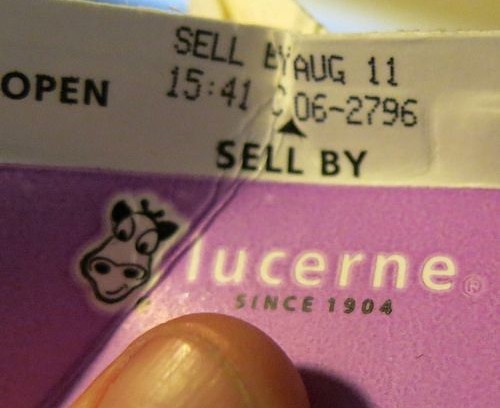 SELL BY AUG 11
OPEN
15:41 C 06-2796
SELL BY
lucerne®
SINCE 1904